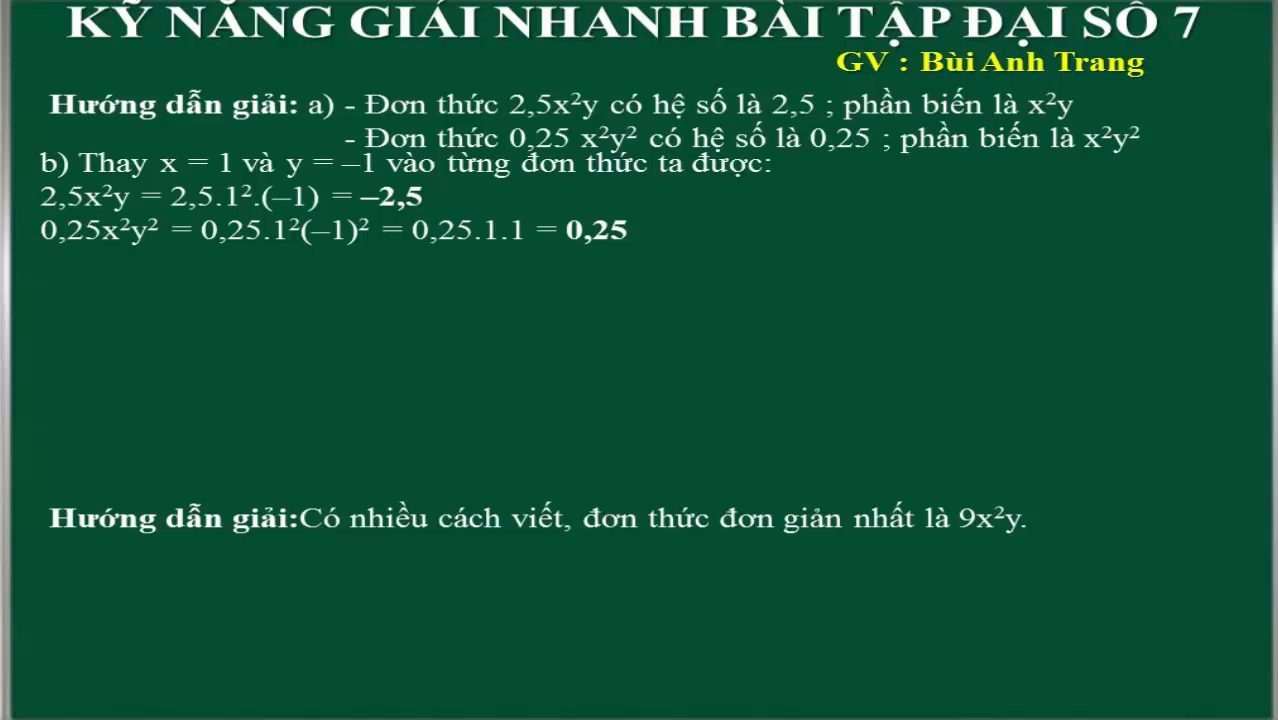 KỸ NĂNG GIẢI NHANH BÀI TẬP ĐẠI SỐ 7
GV : Bùi Anh Trang
Hướng dẫn giải: a) - Đơn thức 2,5x²y có hệ số là 2,5 ; phần biến là x²y
- Đơn thức 0,25 x²y² có hệ số là 0,25 ; phần biến là x²y²
b) Thay x = 1 và y = –1 vào từng đơn thức ta được:
2,5x²y = 2,5.1².(–1) = –2,5
0,25x²y² = 0,25.1²(–1)² = 0,25.1.1 = 0,25
Hướng dẫn giải:Có nhiều cách viết, đơn thức đơn giản nhất là 9x²y.